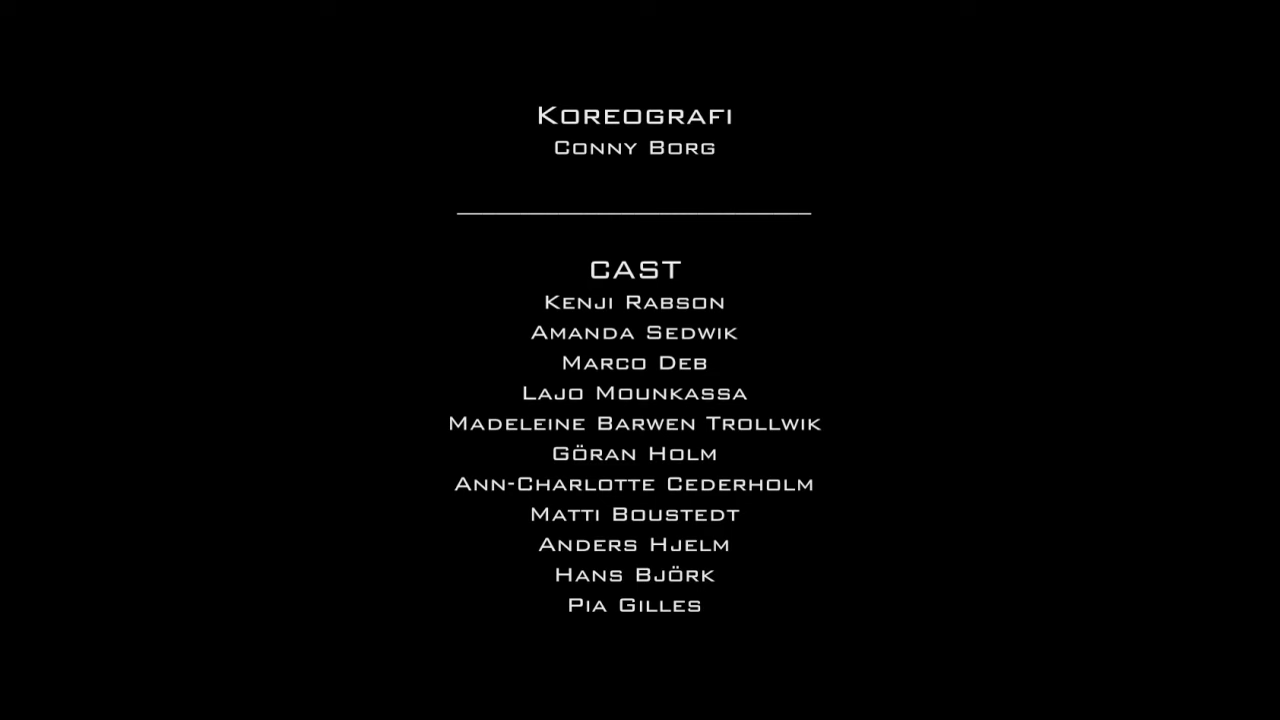 Koreografi
Conny Borg
CAST
Kenji Rabson
Amanda Sedwik
Marco Deb
Lajo Mounkassa
Madeleine Barwen Trollwik
Göran Holm
Ann-Charlotte Cederholm
Matti Boustedt
Anders Hjelm
Hans Björk
Pia Gilles